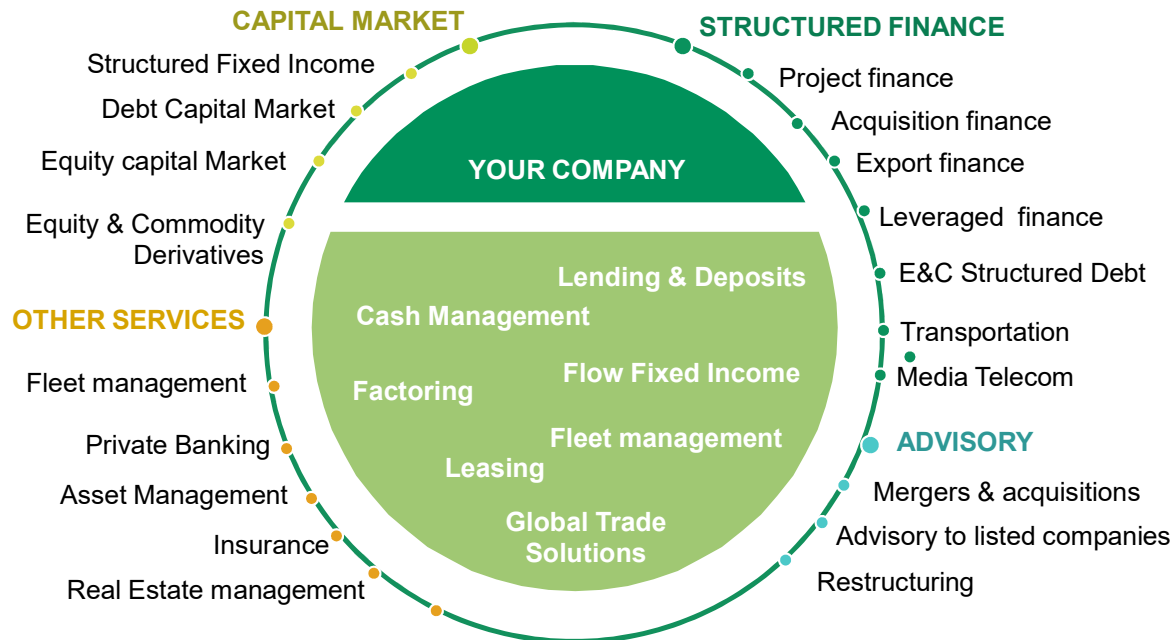 CAPITAL MARKET
Structured Fixed Income
Debt Capital Market
Equity capital Market
Equity & Commodity
Derivatives
OTHER SERVICES
Fleet management
Private Banking
Asset Management
Insurance
Real Estate management
YOUR COMPANY
Lending & Deposits
Cash Management
Flow Fixed Income
Factoring
Fleet management
Leasing
Global Trade
Solutions
STRUCTURED FINANCE
Project finance
Acquisition finance
Export finance
Leveraged  finance
E&C Structured Debt
Transportation
Media Telecom
ADVISORY
Mergers & acquisitions
Advisory to listed companies
Restructuring